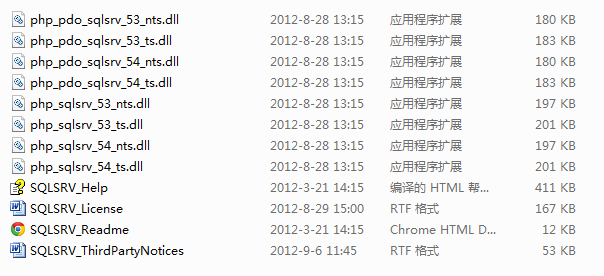 php_pdo_sqlsrv_53_nts.dll 2012-8-28 13:15 应用程序扩展 180 KB
php_pdo_sqlsrv_53_ts.dll 2012-8-28 13:15 应用程序扩展 183 KB
php_pdo_sqlsrv_54_nts.dll 2012-8-28 13:15 应用程序扩展 180 KB
php_pdo_sqlsrv_54_ts.dll 2012-8-28 13:15 应用程序扩展 183 KB
php_sqlsrv_53_nts.dll 2012-8-28 13:15 应用程序扩展 197 KB
php_sqlsrv_53_ts.dll 2012-8-28 13:15 应用程序扩展 201 KB
php_sqlsrv_54_nts.dll 2012-8-28 13:15 应用程序扩展 197 KB
php_sqlsrv_54_ts.dll 2012-8-28 13:15 应用程序扩展 201 KB
SQLSRV_Help 2012-3-21 14:15 编译的 HTML 帮... 411 KB
SQLSRV_License 2012-8-29 15:00 RTF 格式 167 KB
SQLSRV_Readme 2012-3-21 14:15 Chrome HTML D... 12 KB
SQLSRV_ThirdPartyNotices 2012-9-6 11:45 RTF 格式 53 KB